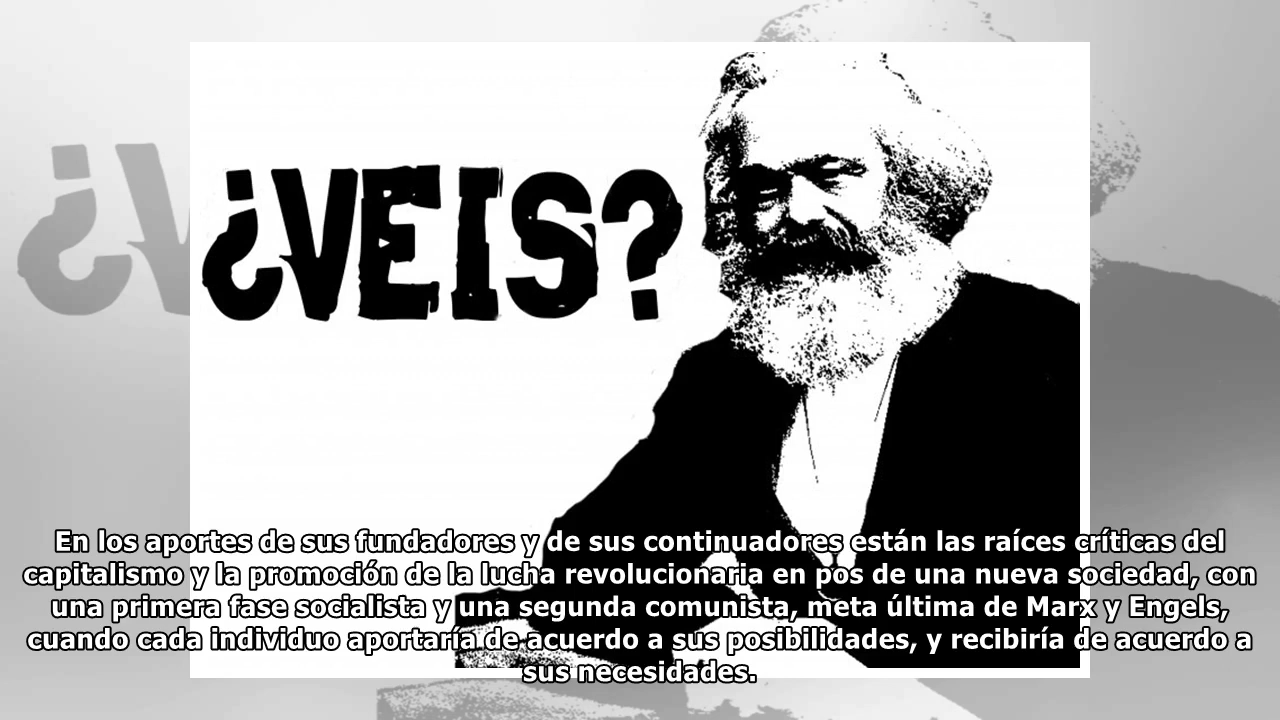 ¿VEIS?
En los aportes de sus fundadores y de sus continuadores están las raíces críticas del
capitalismo y la promoción de la lucha revolucionaria en pos de una nueva sociedad, con
una primera fase socialista y una segunda comunista, meta última de Marx y Engels,
cuando cada individuo aportaría de acuerdo a sus posibilidades, y recibiría de acuerdo a
sus necesidades.